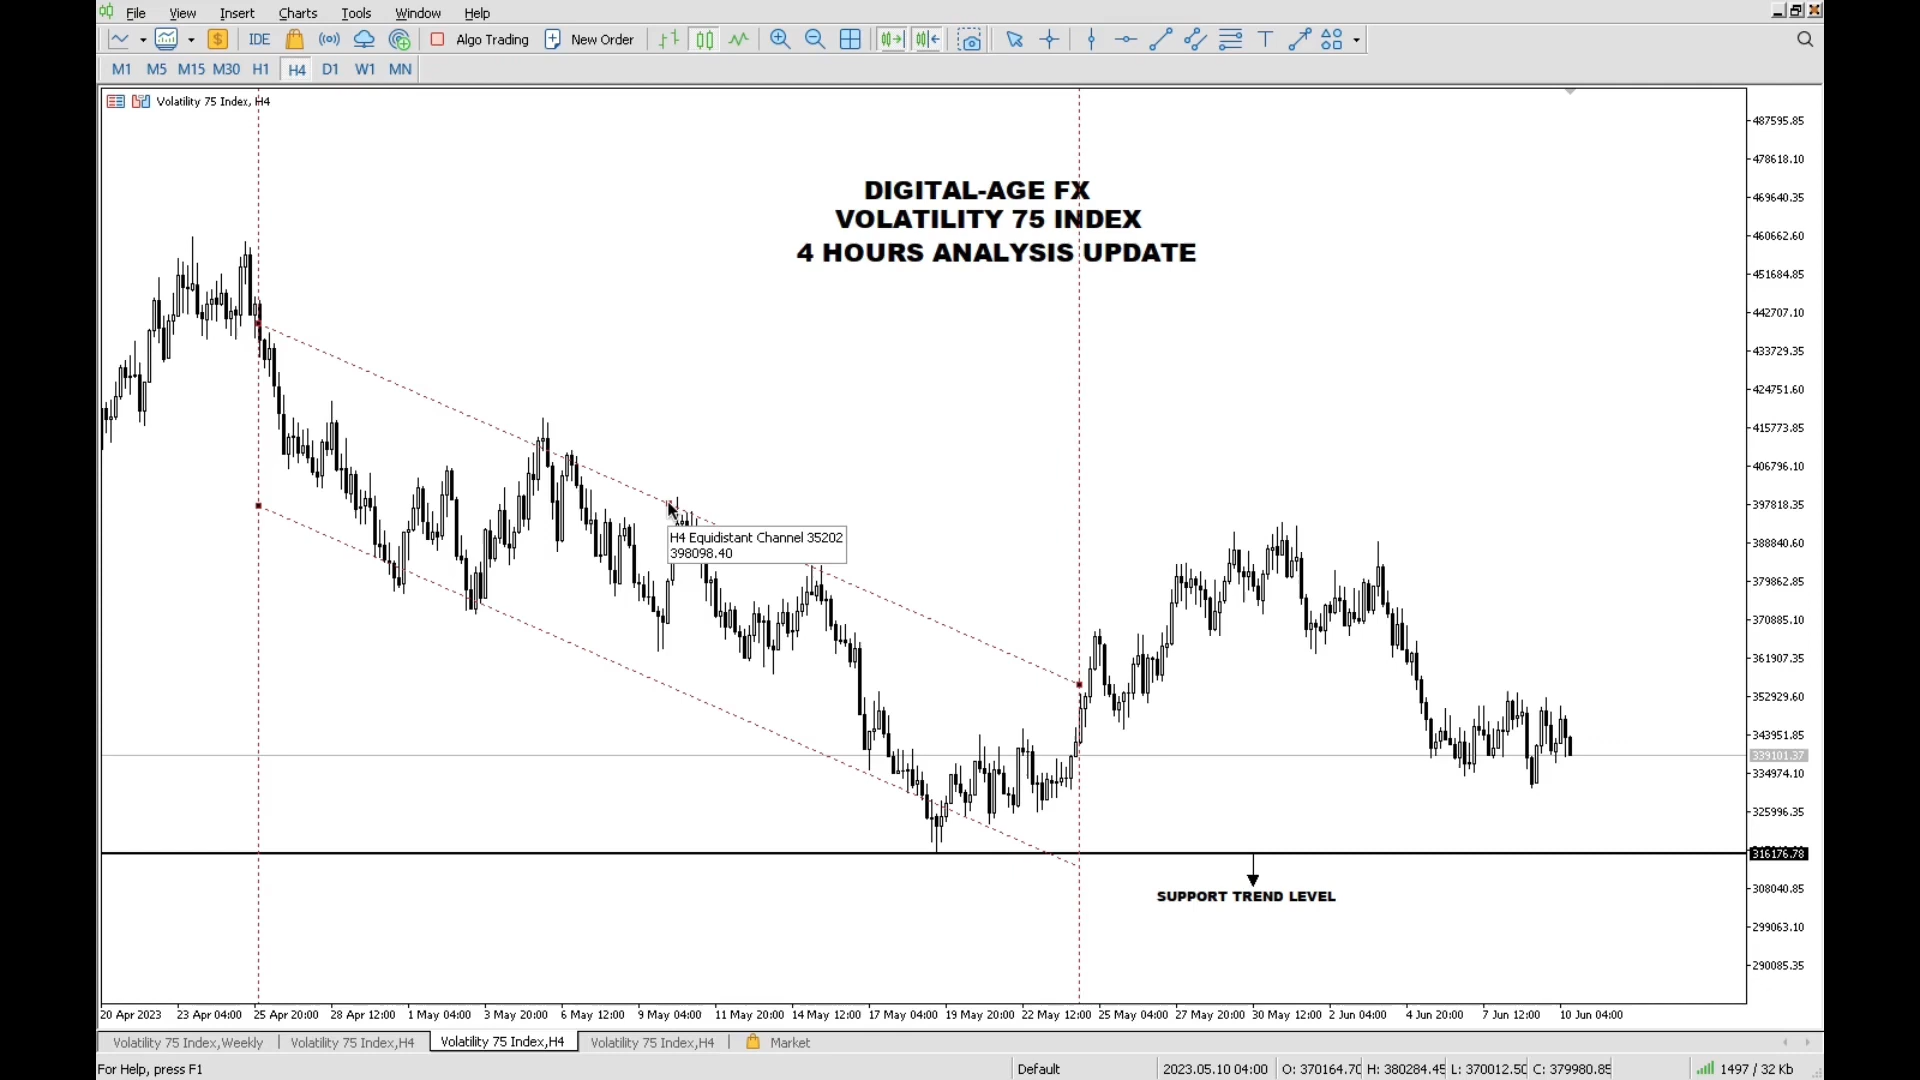 File View Insert Charts Tools Window Help
IDE Algo Trading New Order
M1 M5 M15 M30 H1 H4 D1 W1 MN
Volatility 75 Index, H4
DIGITAL-AGE FX
VOLATILITY 75 INDEX
4 HOURS ANALYSIS UPDATE
H4 Equidistant Channel 35202
398098.40
SUPPORT TREND LEVEL
487595.85
478618.10
469640.35
460662.60
451684.85
442707.10
433729.35
424751.60
415773.85
406796.10
397818.35
388840.60
379862.85
370885.10
361907.35
352929.60
343951.85
339101.37
334974.10
325996.35
316176.78
308040.85
299063.10
290085.35
20 Apr 2023 23 Apr 04:00 25 Apr 20:00 28 Apr 12:00 1 May 04:00 3 May 20:00 6 May 12:00 9 May 04:00 11 May 20:00 14 May 12:00 17 May 04:00 19 May 20:00 22 May 12:00 25 May 04:00 27 May 20:00 30 May 12:00 2 Jun 04:00 4 Jun 20:00 7 Jun 12:00 10 Jun 04:00
Volatility 75 Index,Weekly Volatility 75 Index,H4 Volatility 75 Index,H4 Volatility 75 Index,H4 Market
For Help, press F1 Default 2023.05.10 04:00 O: 370164.70 H: 380284.45 L: 370012.50 C: 379980.85 1497 / 32 Kb